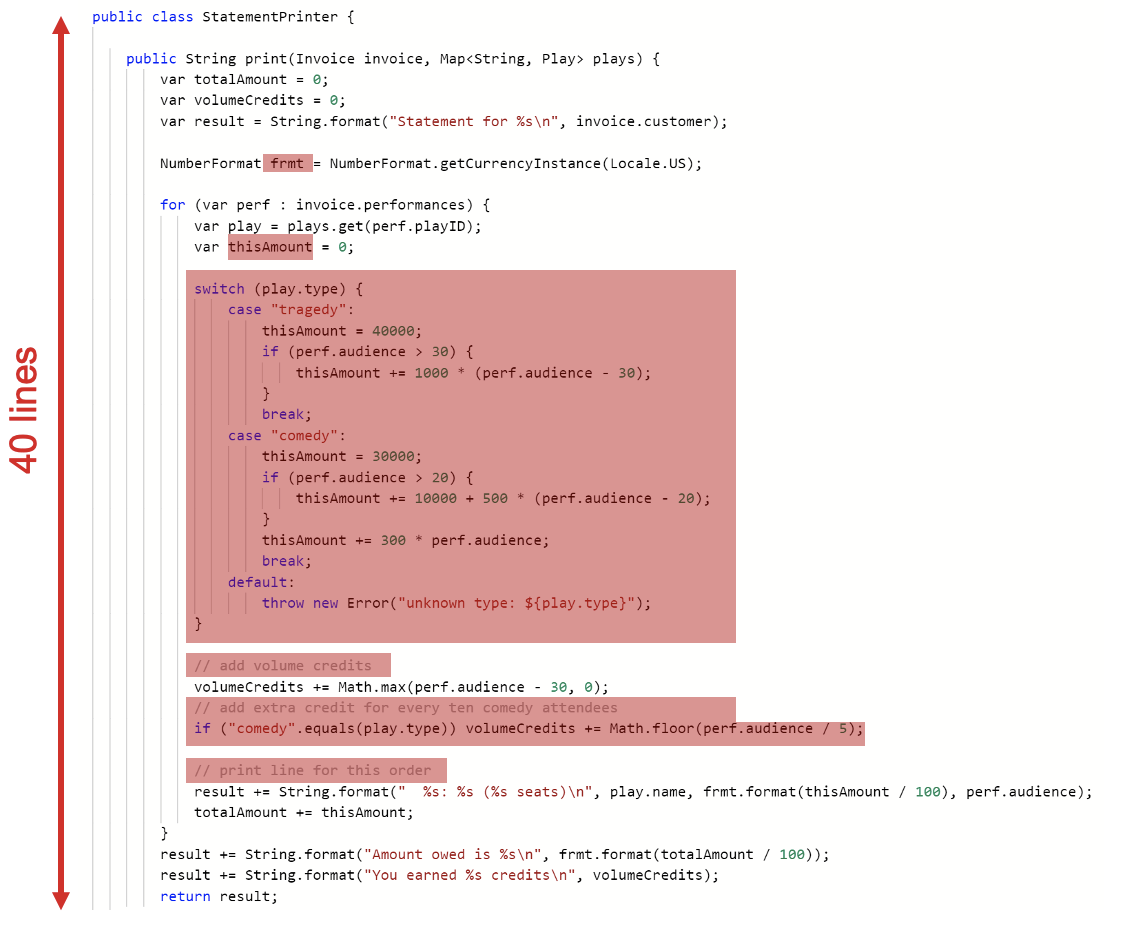 40 lines
public class StatementPrinter {
public String print(Invoice invoice, Map<String, Play> plays) {
var totalAmount = 0;
var volumeCredits = 0;
var result = String.format("Statement for %s\n", invoice.customer);
NumberFormat frmt = NumberFormat.getCurrencyInstance(Locale.US);
for (var perf : invoice.performances) {
var play = plays.get(perf.playID);
var thisAmount = 0;
switch (play.type) {
case "tragedy":
thisAmount = 40000;
if (perf.audience > 30) {
thisAmount += 1000 * (perf.audience - 30);
}
break;
case "comedy":
thisAmount = 30000;
if (perf.audience > 20) {
thisAmount += 10000 + 500 * (perf.audience - 20);
}
thisAmount += 300 * perf.audience;
break;
default:
throw new Error("unknown type: ${play.type}");
}
// add volume credits
volumeCredits += Math.max(perf.audience - 30, 0);
// add extra credit for every ten comedy attendees
if ("comedy".equals(play.type)) volumeCredits += Math.floor(perf.audience / 5);
// print line for this order
result += String.format("  %s: %s (%s seats)\n", play.name, frmt.format(thisAmount / 100), perf.audience);
totalAmount += thisAmount;
}
result += String.format("Amount owed is %s\n", frmt.format(totalAmount / 100));
result += String.format("You earned %s credits\n", volumeCredits);
return result;